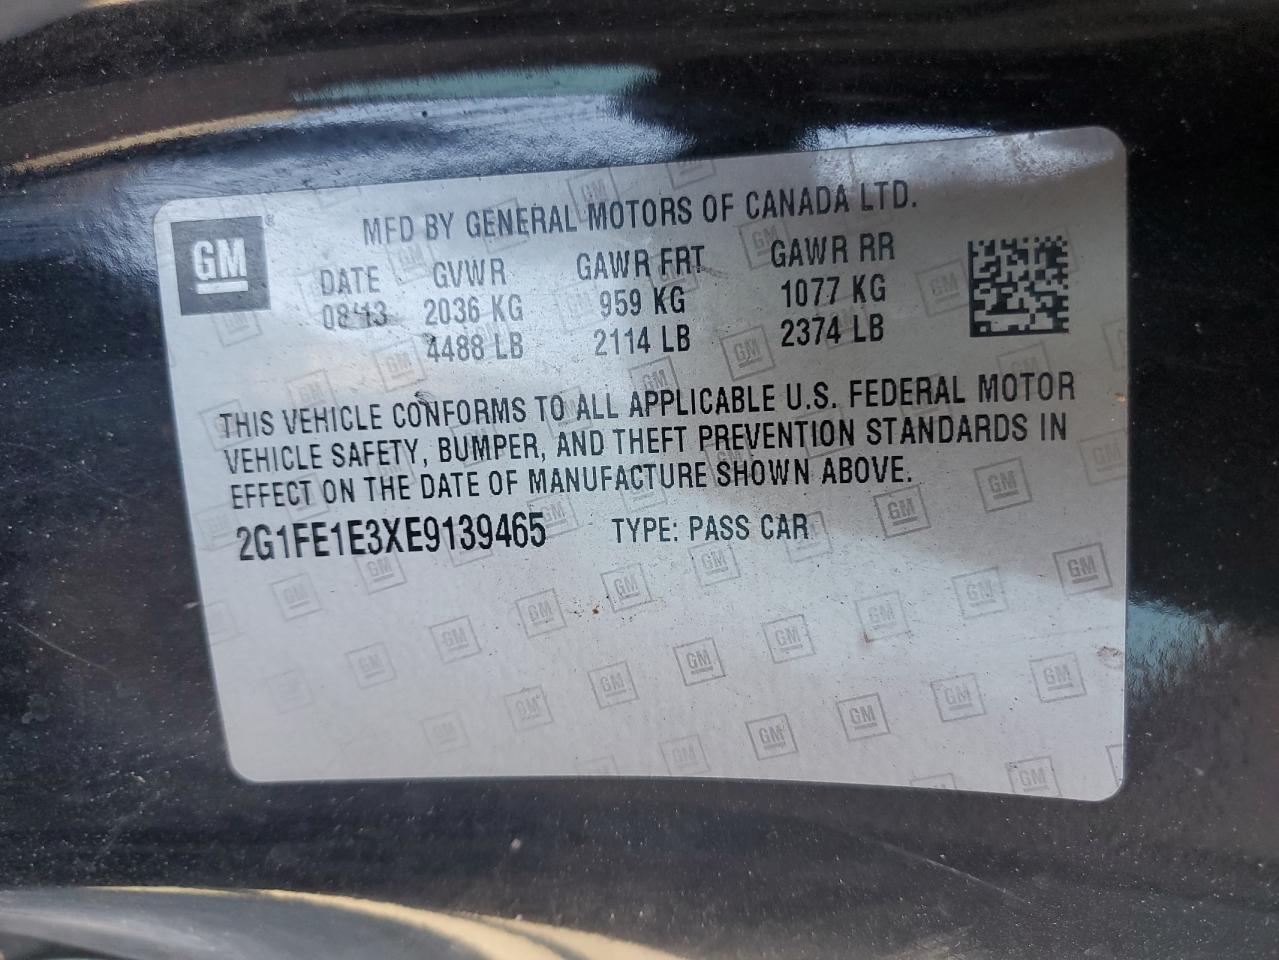 GM
MFD BY GENERAL MOTORS OF CANADA LTD.
DATE GVWR GAWR FRT GAWR RR
08/13 2036 KG 959 KG 1077 KG
4488 LB 2114 LB 2374 LB
THIS VEHICLE CONFORMS TO ALL APPLICABLE U.S. FEDERAL MOTOR
VEHICLE SAFETY, BUMPER, AND THEFT PREVENTION STANDARDS IN
EFFECT ON THE DATE OF MANUFACTURE SHOWN ABOVE.
2G1FE1E3XE9139465 TYPE: PASS CAR